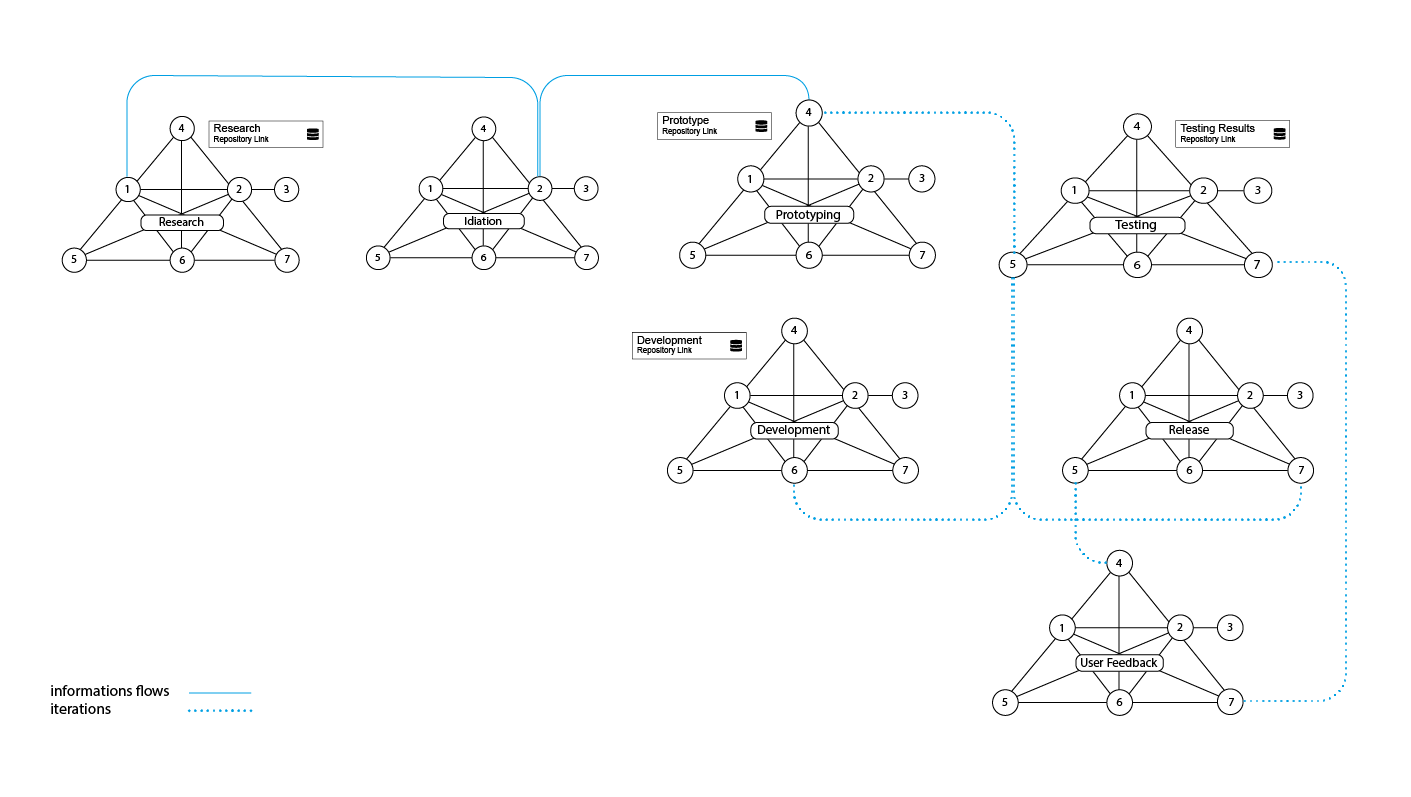 4
Research
Repository Link
1
2
3
Research
5
6
7
4
1
2
3
Idiation
5
6
7
Prototype
Repository Link
4
1
2
3
Prototyping
5
6
7
4
Testing Results
Repository Link
1
2
3
Testing
5
6
7
Development
Repository Link
4
1
2
3
Development
5
6
7
4
1
2
3
Release
5
6
7
4
1
2
3
User Feedback
5
6
7
informations flows
iterations